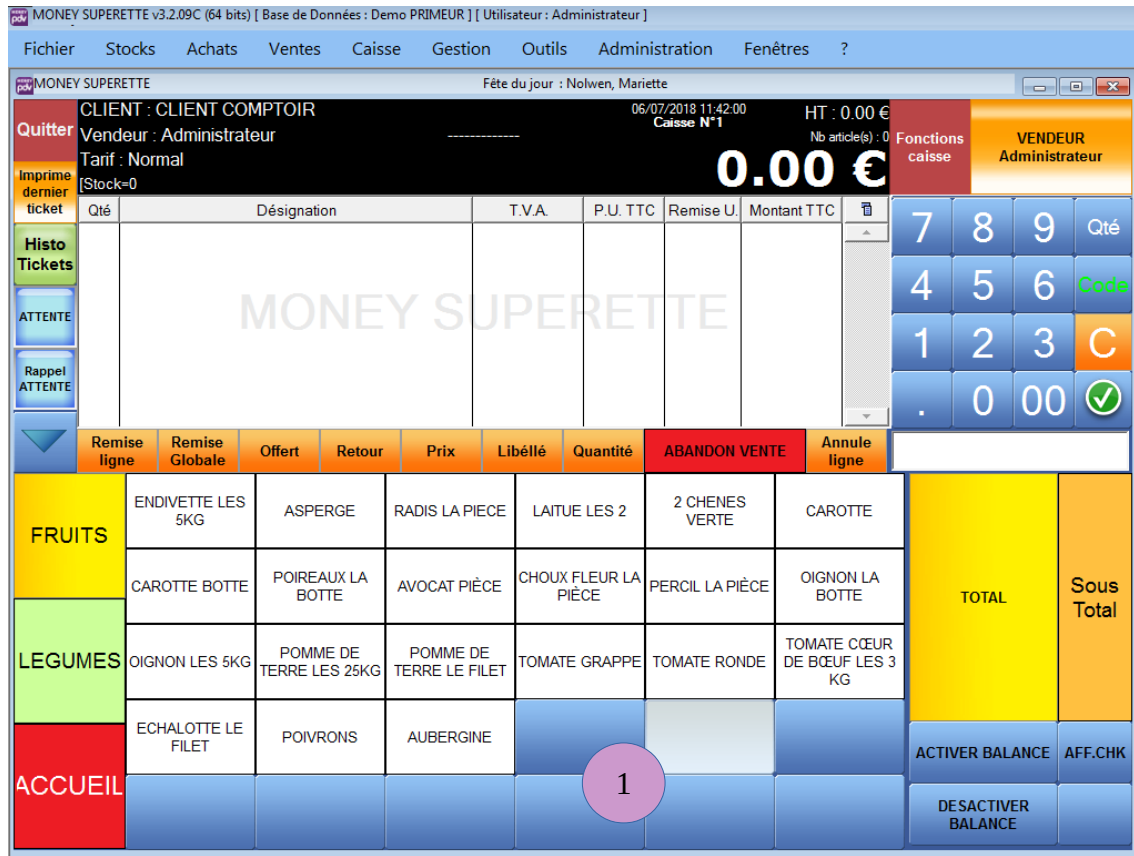 MONEY SUPERETTE v3.2.09C (64 bits) [ Base de Données : Demo PRIMEUR ] [ Utilisateur : Administrateur ]
Fichier Stocks Achats Ventes Caisse Gestion Outils Administration Fenêtres ?
MONEY SUPERETTE Fête du jour : Nolwen, Mariette
Quitter
CLIENT : CLIENT COMPTOIR
Vendeur : Administrateur
Tarif : Normal
[Stock=0
--------------
06/07/2018 11:42:00
Caisse N°1
HT : 0.00 €
Nb article(s) : 0
0.00 €
Fonctions
caisse
VENDEUR
Administrateur
Imprime
dernier
ticket
Histo
Tickets
ATTENTE
Rappel
ATTENTE
Qté Désignation T.V.A. P.U. TTC Remise U. Montant TTC
MONEY SUPERETTE
7 8 9 Qté
4 5 6 Code
1 2 3 C
. 0 00
Remise
ligne
Remise
Globale
Offert
Retour
Prix
Libéllé
Quantité
ABANDON VENTE
Annule
ligne
FRUITS
LEGUMES
ACCUEIL
ENDIVETTE LES
5KG
ASPERGE
RADIS LA PIECE
LAITUE LES 2
2 CHENES
VERTE
CAROTTE
CAROTTE BOTTE
POIREAUX LA
BOTTE
AVOCAT PIÈCE
CHOUX FLEUR LA
PIÈCE
PERCIL LA PIÈCE
OIGNON LA
BOTTE
OIGNON LES 5KG
POMME DE
TERRE LES 25KG
POMME DE
TERRE LE FILET
TOMATE GRAPPE
TOMATE RONDE
TOMATE CŒUR
DE BŒUF LES 3
KG
ECHALOTTE LE
FILET
POIVRONS
AUBERGINE
1
TOTAL
Sous
Total
ACTIVER BALANCE
AFF.CHK
DESACTIVER
BALANCE